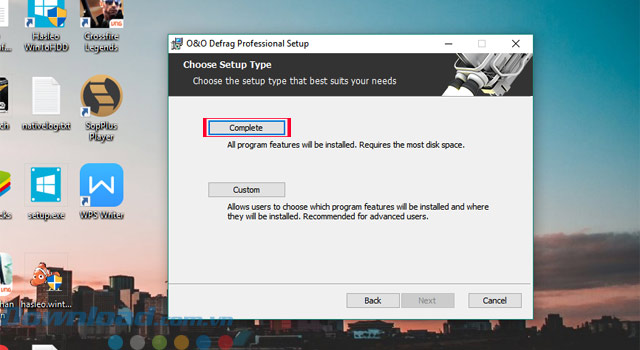 Hasleo
WinToHDD
Crossfire
Legends
nativelog.txt
SopPlus
Player
setup.exe
WPS Writer
hasleo.wint...
O&O Defrag Professional Setup
Choose Setup Type
Choose the setup type that best suits your needs
Complete
All program features will be installed. Requires the most disk space.
Custom
Allows users to choose which program features will be installed and where
they will be installed. Recommended for advanced users.
Back
Next
Cancel
Download.com.vn